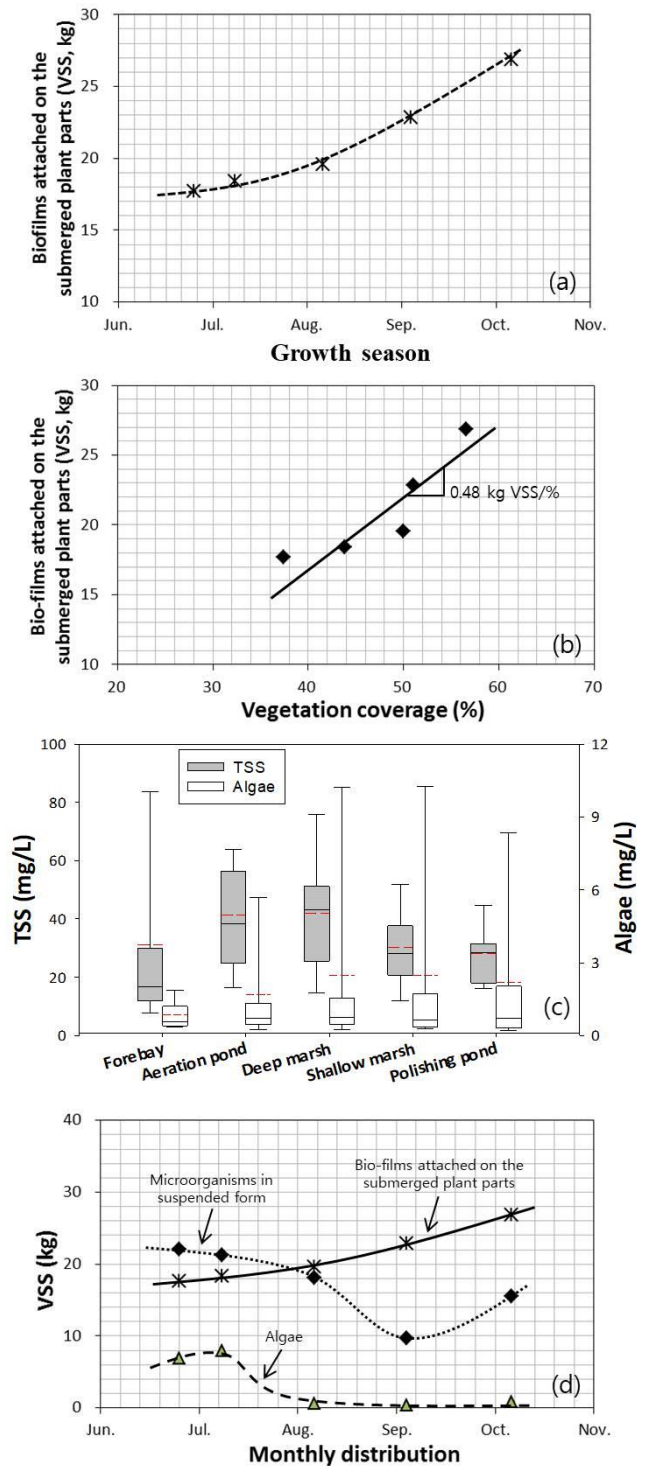 Biofilms attached on the
submerged plant parts (VSS, kg)
30
25
20
15
10
(a)
Jun. Jul. Aug. Sep. Oct. Nov.
Growth season
Bio-films attached on the
submerged plant parts (VSS, kg)
30
25
20
15
10
0.48 kg VSS/%
(b)
20 30 40 50 60 70
Vegetation coverage (%)
TSS (mg/L)
100
80
60
40
20
0
TSS
Algae
12
9
6
3
0
Algae (mg/L)
(c)
Forebay
Aeration pond
Deep marsh
Shallow marsh
Polishing pond
VSS (kg)
40
30
20
10
0
Microorganisms in
suspended form
Bio-films attached on the
submerged plant parts
Algae
(d)
Jun. Jul. Aug. Sep. Oct. Nov.
Monthly distribution